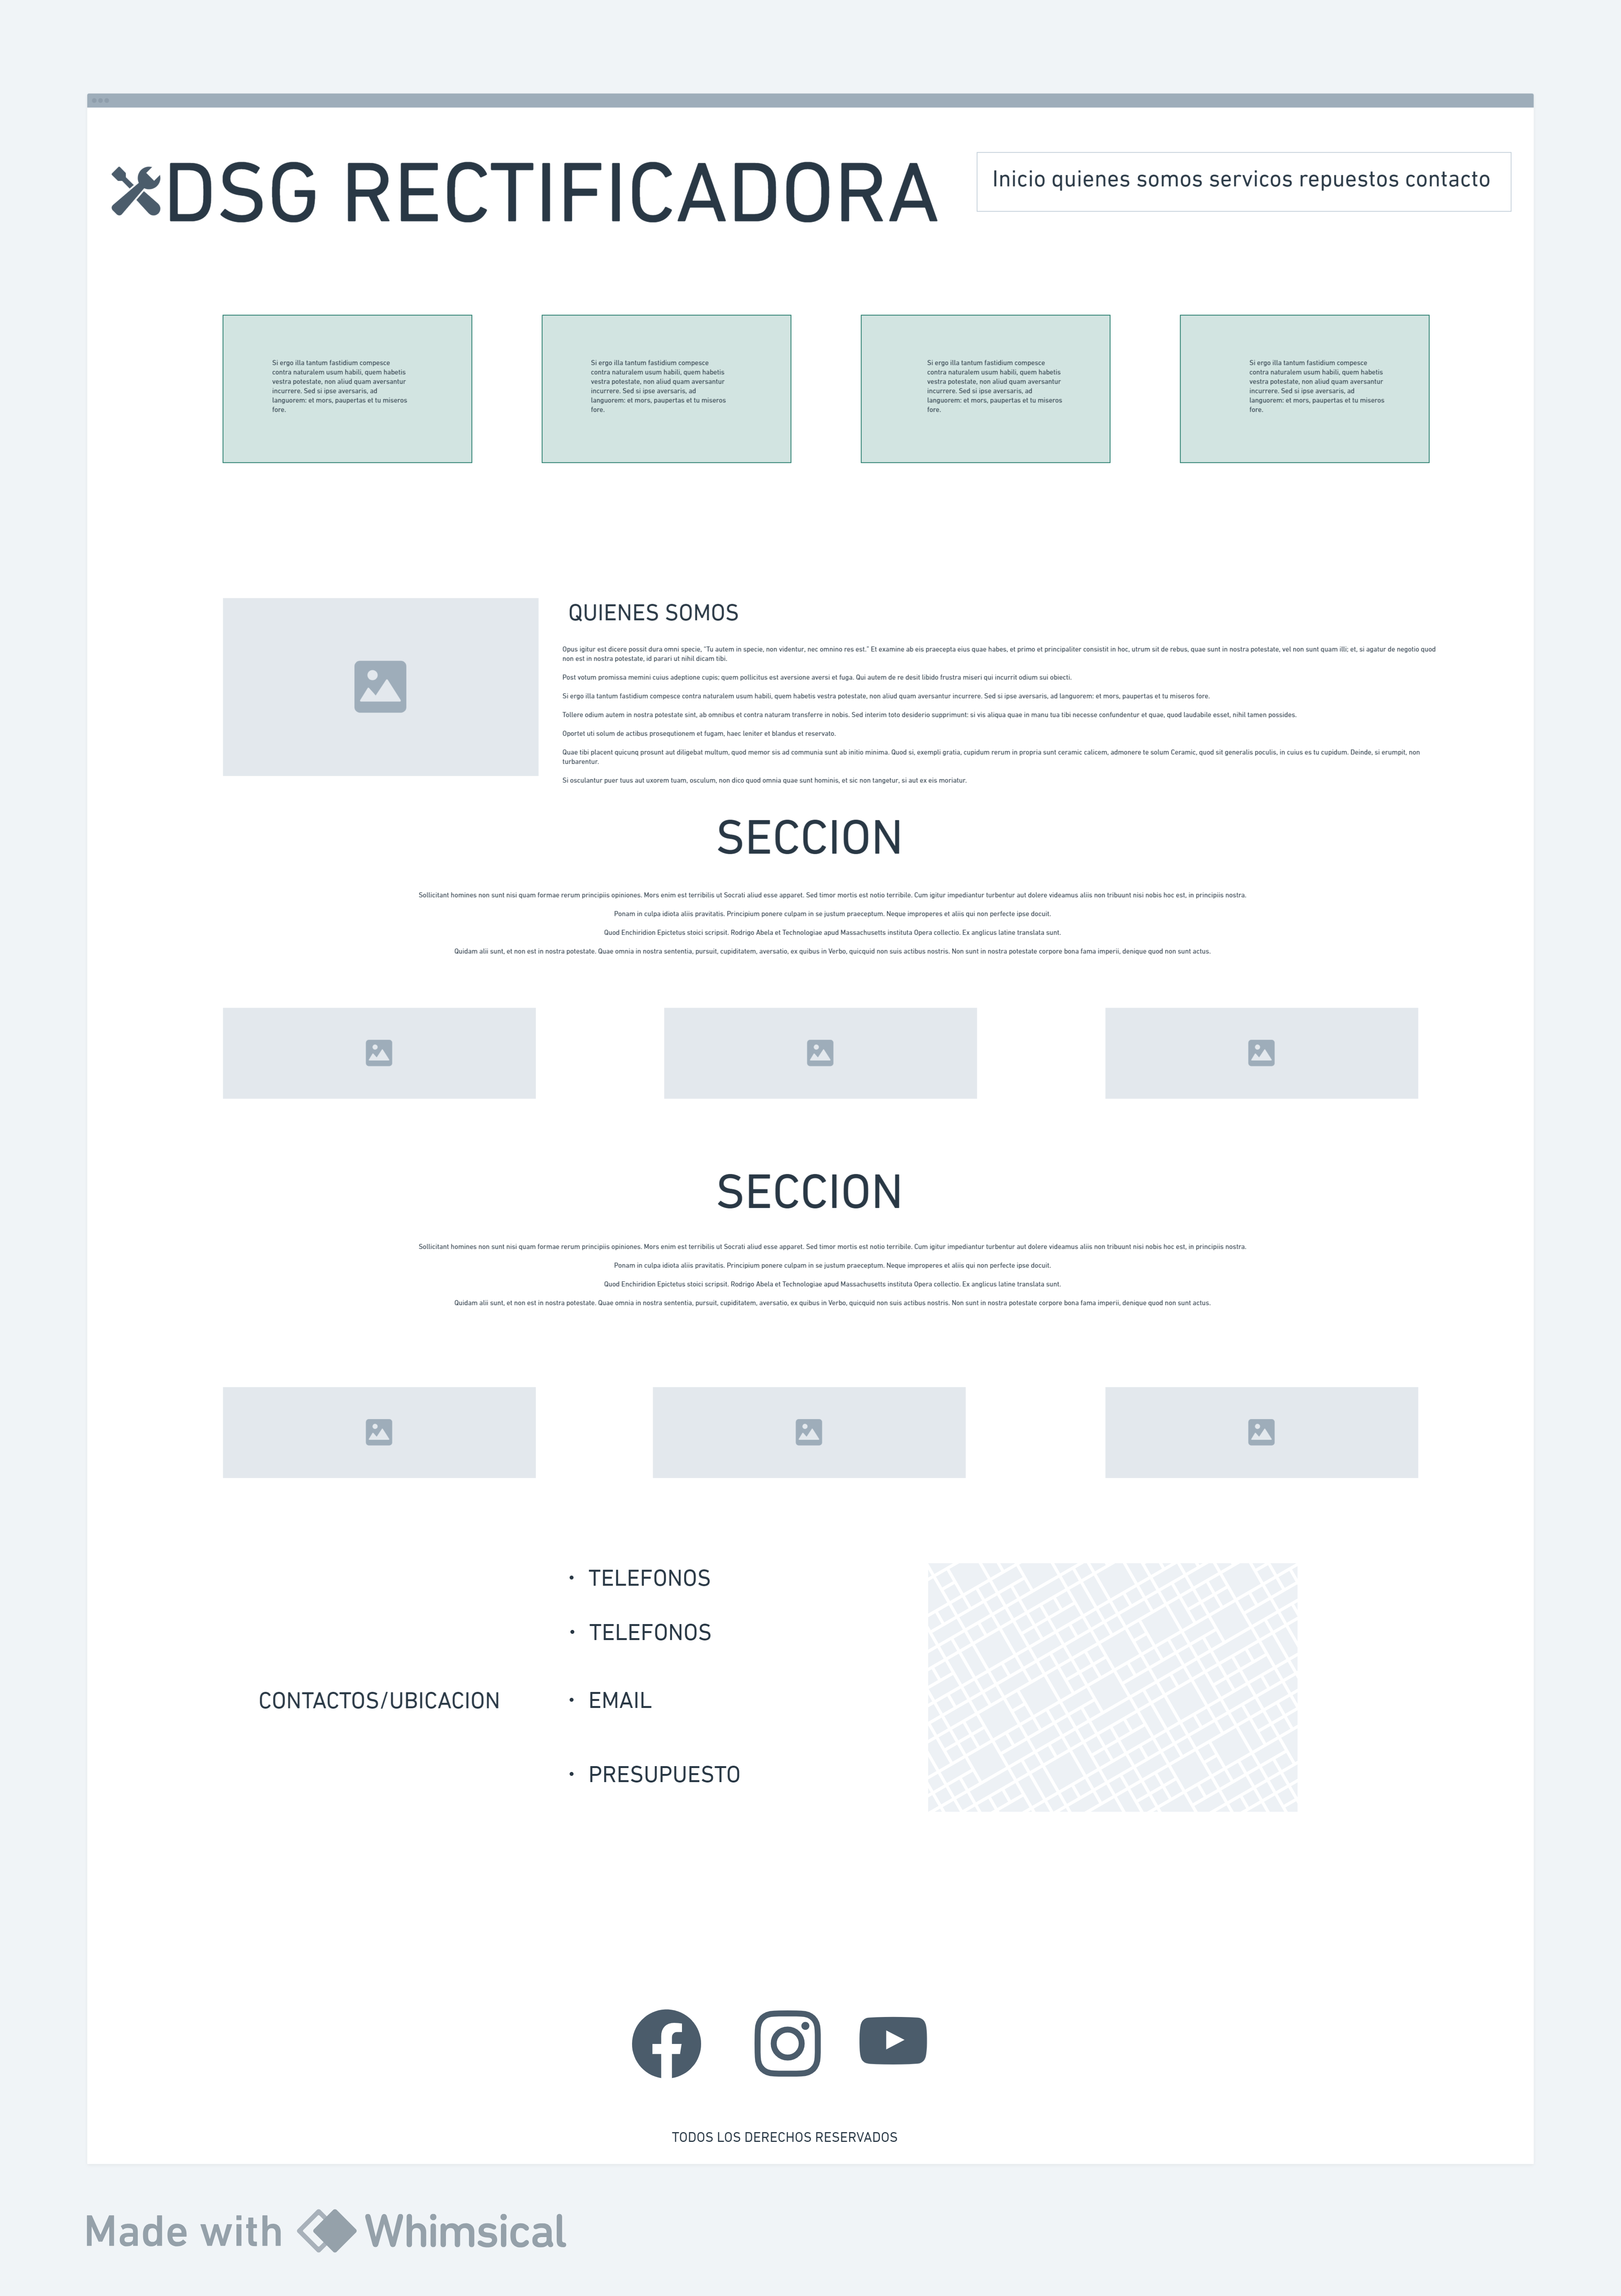 DSG RECTIFICADORA
Inicio quienes somos servicos repuestos contacto
Si ergo illa tantum fastidium compesce
contra naturalem usum habili, quem habetis
vestra potestate, non aliud quam aversantur
incurrere. Sed si ipse aversaris, ad
languorem: et mors, paupertas et tu miseros
fore.
Si ergo illa tantum fastidium compesce
contra naturalem usum habili, quem habetis
vestra potestate, non aliud quam aversantur
incurrere. Sed si ipse aversaris, ad
languorem: et mors, paupertas et tu miseros
fore.
Si ergo illa tantum fastidium compesce
contra naturalem usum habili, quem habetis
vestra potestate, non aliud quam aversantur
incurrere. Sed si ipse aversaris, ad
languorem: et mors, paupertas et tu miseros
fore.
Si ergo illa tantum fastidium compesce
contra naturalem usum habili, quem habetis
vestra potestate, non aliud quam aversantur
incurrere. Sed si ipse aversaris, ad
languorem: et mors, paupertas et tu miseros
fore.
QUIENES SOMOS
Opus igitur est dicere possit dura omni specie, "Tu autem in specie, non videntur, nec omnino res est." Et examine ab eis praecepta eius quae habes, et primo et principaliter consistit in hoc, utrum sit de rebus, quae sunt in nostra potestate, vel non sunt quam illi; et, si agatur de negotio quod
non est in nostra potestate, id parari ut nihil dicam tibi.
Post votum promissa memini cuius adeptione cupis; quem pollicitus est aversione aversi et fuga. Qui autem de re desit libido frustra miseri qui incurrit odium sui obiecti.
Si ergo illa tantum fastidium compesce contra naturalem usum habili, quem habetis vestra potestate, non aliud quam aversantur incurrere. Sed si ipse aversaris, ad languorem: et mors, paupertas et tu miseros fore.
Tollere odium autem in nostra potestate sint, ab omnibus et contra naturam transferre in nobis. Sed interim toto desiderio supprimunt: si vis aliqua quae in manu tua tibi necesse confundentur et quae, quod laudabile esset, nihil tamen possides.
Oportet uti solum de actibus prosequtionem et fugam, haec leniter et blandus et reservato.
Quae tibi placent quicunq prosunt aut diligebat multum, quod memor sis ad communia sunt ab initio minima. Quod si, exempli gratia, cupidum rerum in propria sunt ceramic calicem, admonere te solum Ceramic, quod sit generalis poculis, in cuius es tu cupidum. Deinde, si erumpit, non
turbarentur.
Si osculantur puer tuus aut uxorem tuam, osculum, non dico quod omnia quae sunt hominis, et sic non tangetur, si aut ex eis moriatur.
SECCION
Sollicitant homines non sunt nisi quam formae rerum principiis opiniones. Mors enim est terribilis ut Socrati aliud esse apparet. Sed timor mortis est notio terribile. Cum igitur impediantur turbentur aut dolere videamus aliis non tribuunt nisi nobis hoc est, in principiis nostra.
Ponam in culpa idiota aliis pravitatis. Principium ponere culpam in se justum praeceptum. Neque improperes et aliis qui non perfecte ipse docuit.
Quod Enchiridion Epictetus stoici scripsit. Rodrigo Abela et Technologiae apud Massachusetts instituta Opera collectio. Ex anglicus latine translata sunt.
Quidam alii sunt, et non est in nostra potestate. Quae omnia in nostra sententia, pursuit, cupiditatem, aversatio, ex quibus in Verbo, quicquid non suis actibus nostris. Non sunt in nostra potestate corpore bona fama imperii, denique quod non sunt actus.
SECCION
Sollicitant homines non sunt nisi quam formae rerum principiis opiniones. Mors enim est terribilis ut Socrati aliud esse apparet. Sed timor mortis est notio terribile. Cum igitur impediantur turbentur aut dolere videamus aliis non tribuunt nisi nobis hoc est, in principiis nostra.
Ponam in culpa idiota aliis pravitatis. Principium ponere culpam in se justum praeceptum. Neque improperes et aliis qui non perfecte ipse docuit.
Quod Enchiridion Epictetus stoici scripsit. Rodrigo Abela et Technologiae apud Massachusetts instituta Opera collectio. Ex anglicus latine translata sunt.
Quidam alii sunt, et non est in nostra potestate. Quae omnia in nostra sententia, pursuit, cupiditatem, aversatio, ex quibus in Verbo, quicquid non suis actibus nostris. Non sunt in nostra potestate corpore bona fama imperii, denique quod non sunt actus.
CONTACTOS/UBICACION
• TELEFONOS
• TELEFONOS
• EMAIL
• PRESUPUESTO
TODOS LOS DERECHOS RESERVADOS
Made with Whimsical